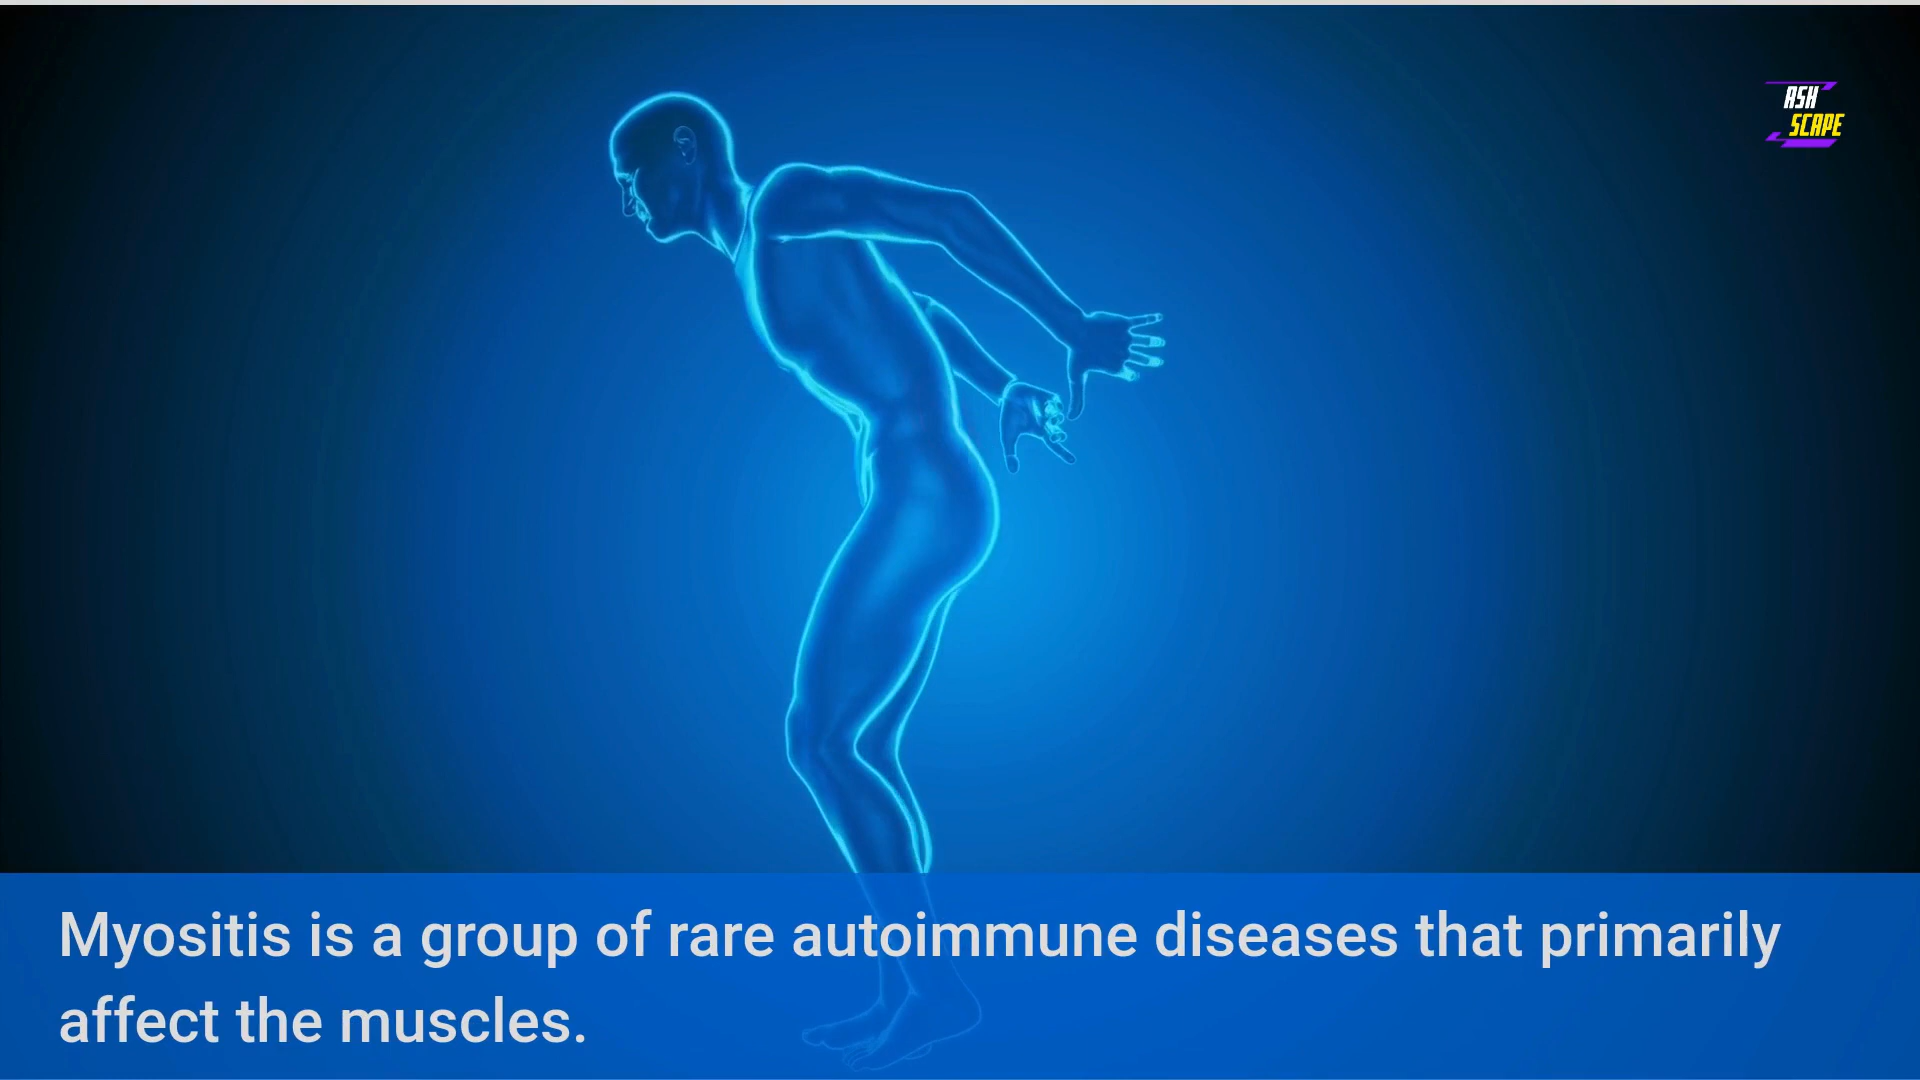 ASH
SCAPE
Myositis is a group of rare autoimmune diseases that primarily
affect the muscles.